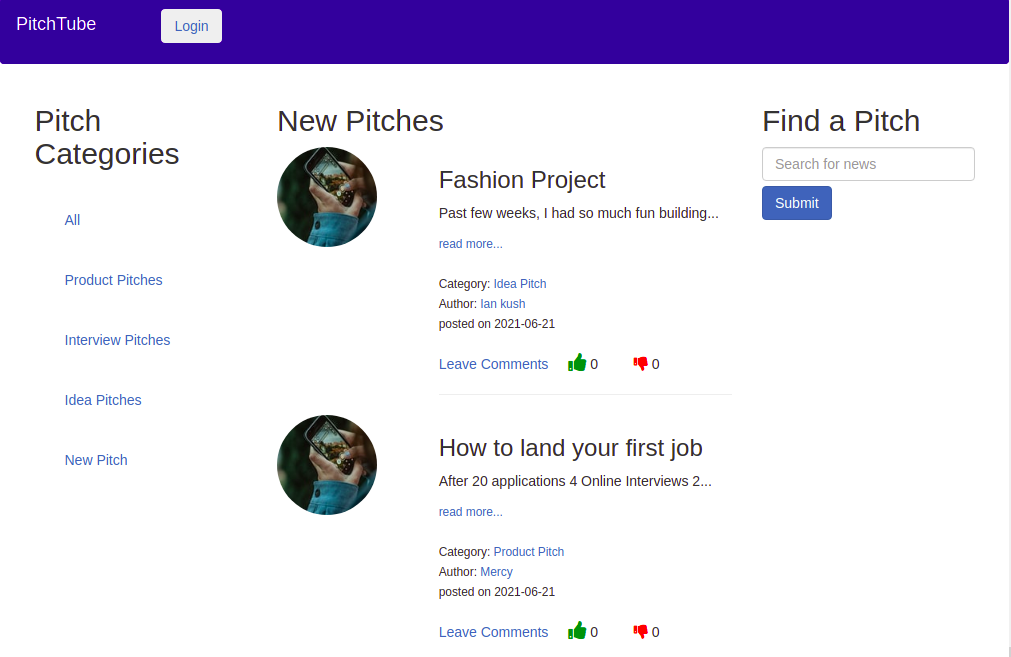 PitchTube
Login
Pitch
Categories
All
Product Pitches
Interview Pitches
Idea Pitches
New Pitch
New Pitches
Fashion Project
Past few weeks, I had so much fun building...
read more...
Category: Idea Pitch
Author: Ian kush
posted on 2021-06-21
Leave Comments 0 0
How to land your first job
After 20 applications 4 Online Interviews 2...
read more...
Category: Product Pitch
Author: Mercy
posted on 2021-06-21
Leave Comments 0 0
Find a Pitch
Search for news
Submit